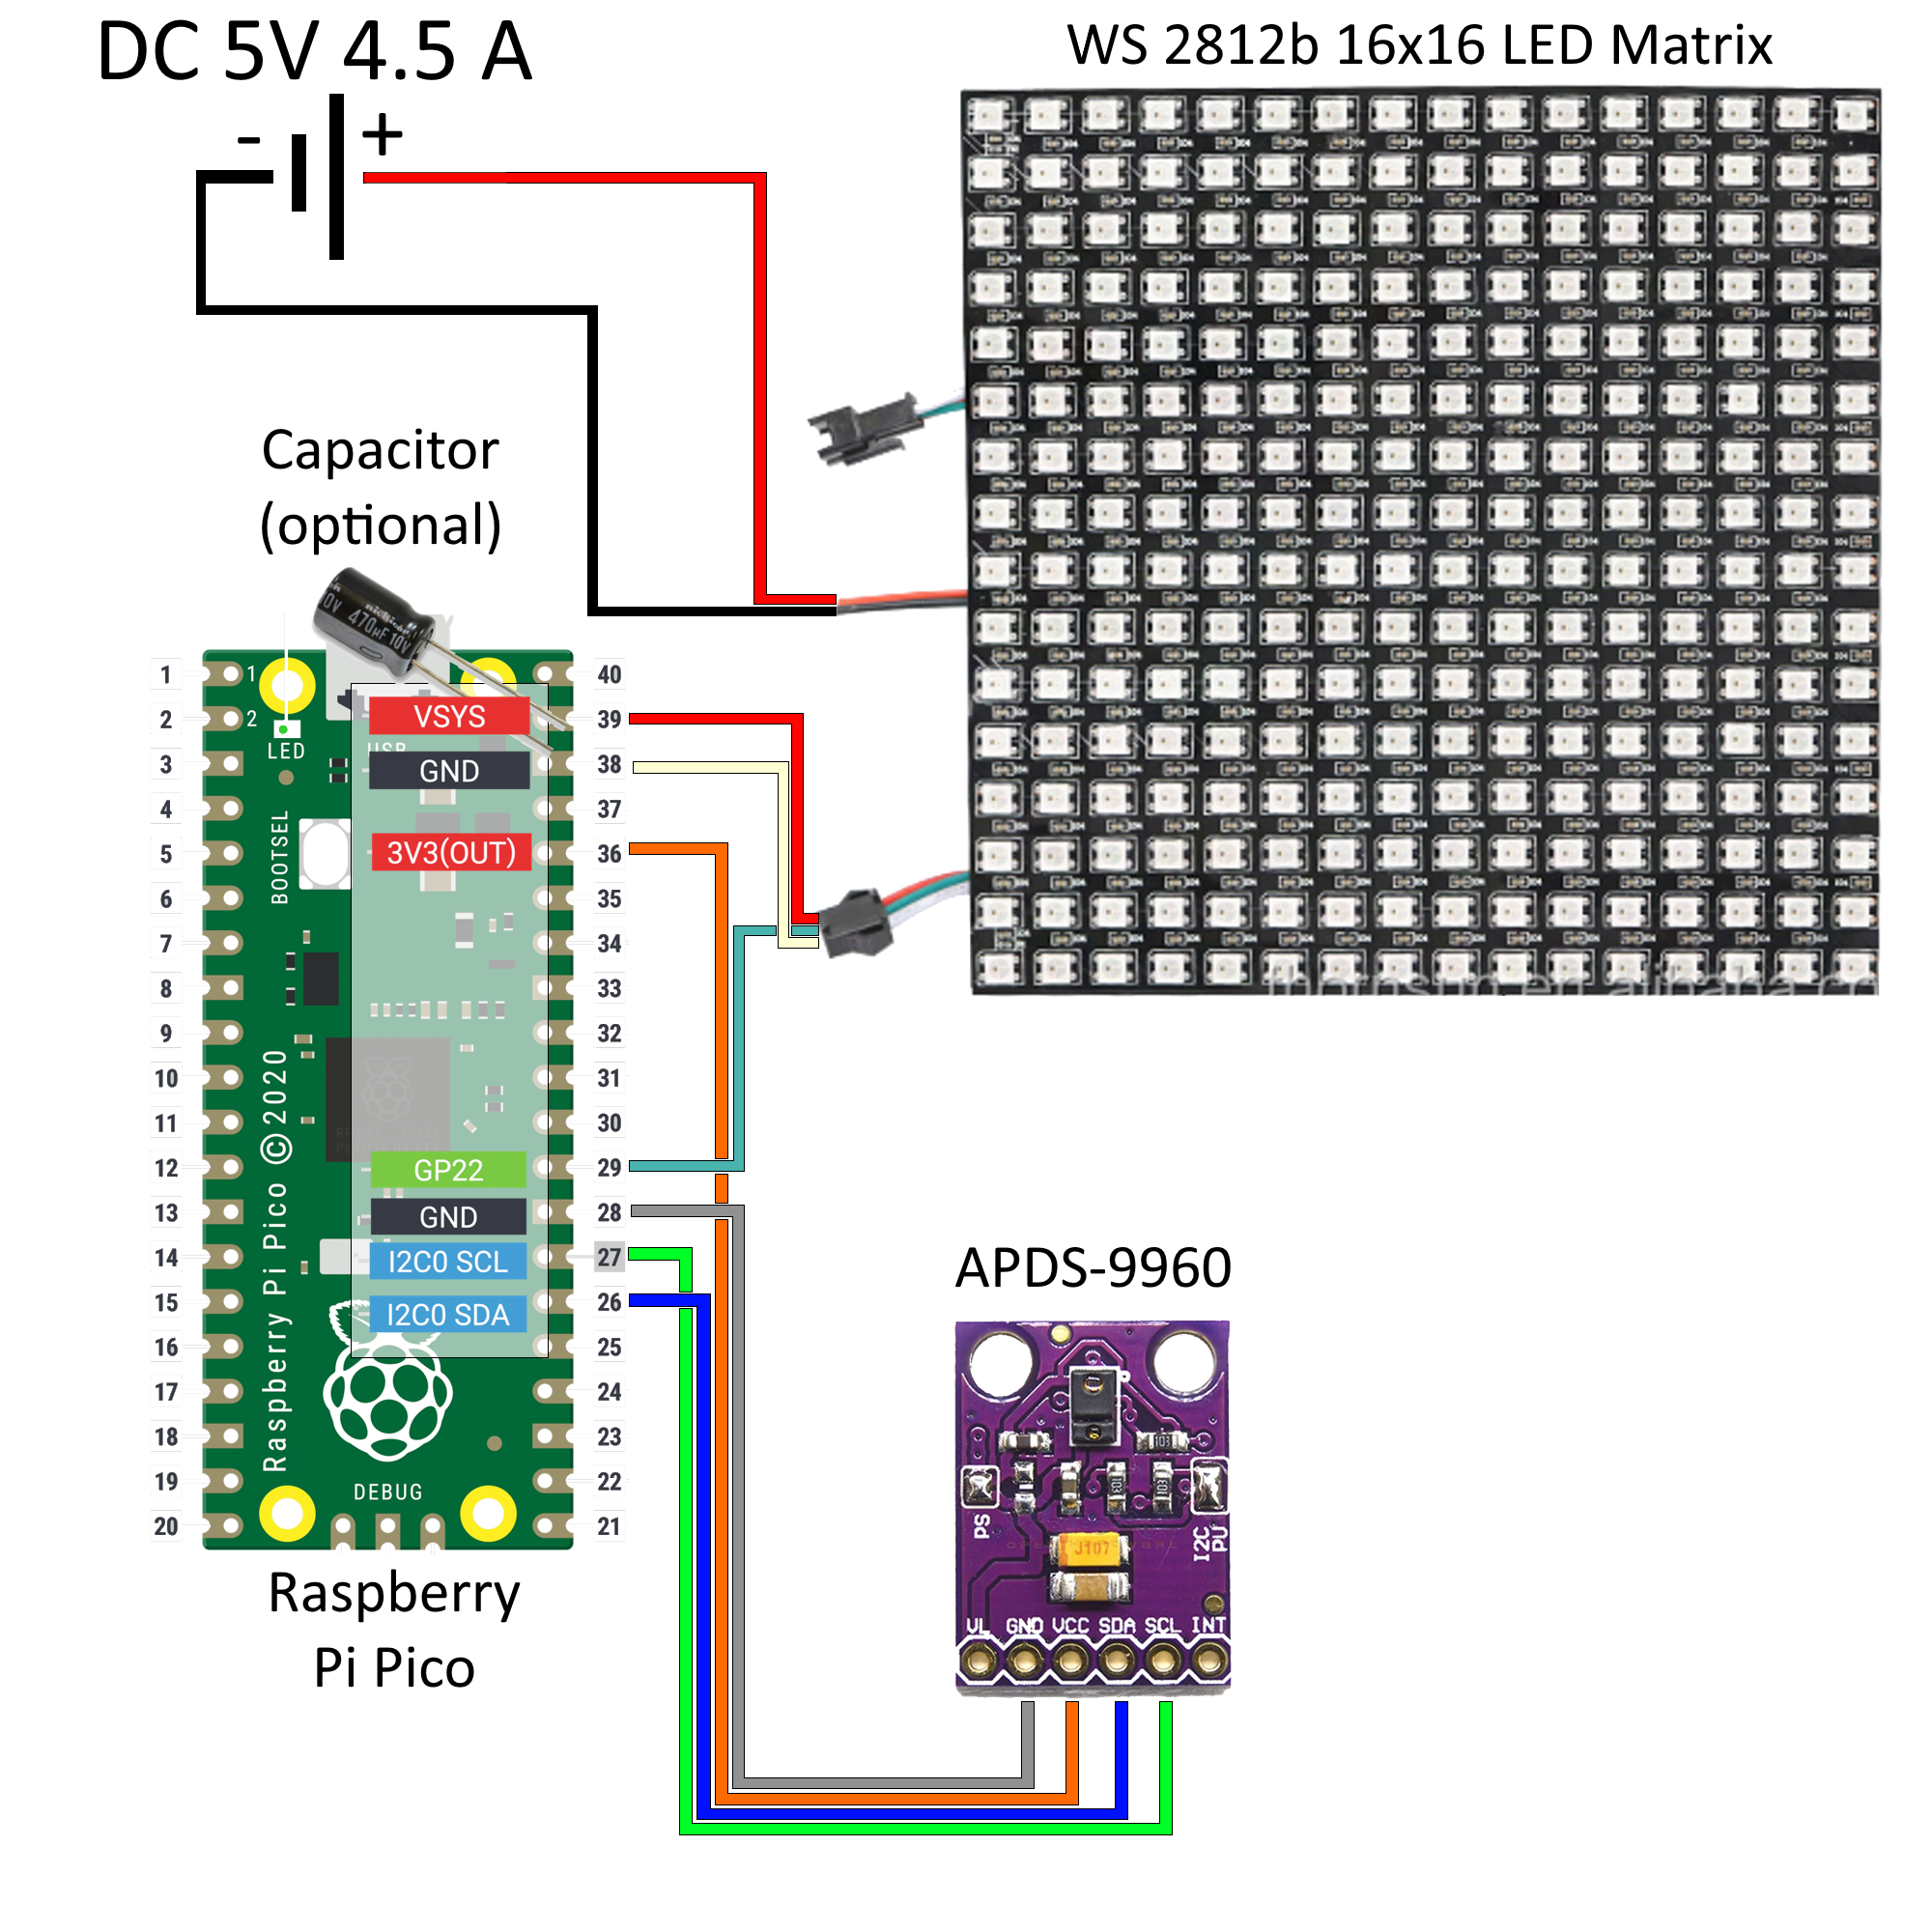 DC 5V 4.5 A
- +
WS 2812b 16x16 LED Matrix
Capacitor
(optional)
470µF 10V
1 1 40
2 2 VSYS 39
LED USB
3 GND 38
4 37
5 3V3(OUT) 36
BOOTSEL
6 35
7 34
8 33
9 32
10 31
11 30
12 GP22 29
13 GND 28
14 I2C0 SCL 27
15 I2C0 SDA 26
16 25
17 24
18 23
19 22
20 21
Raspberry Pi Pico ©2020
DEBUG
Raspberry
Pi Pico
APDS-9960
103
103
103
PS
I2C
PU
J107
VL GND VCC SDA SCL INT